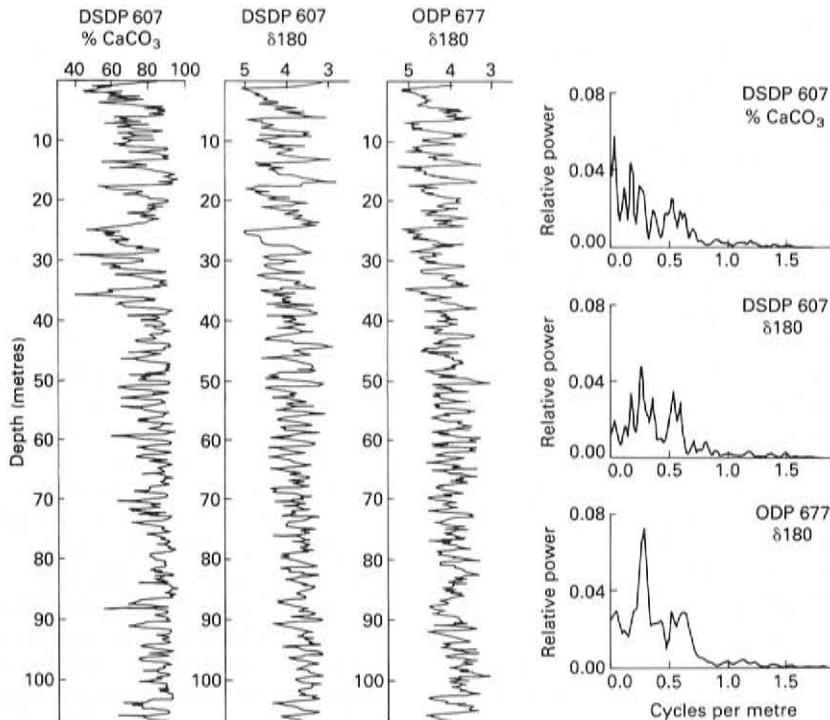 DSDP 607
% CaCO₃
40 60 80 100
DSDP 607
δ180
5 4 3
ODP 677
δ180
5 4 3
Depth (metres)
10
20
30
40
50
60
70
80
90
100
10
20
30
40
50
60
70
80
90
100
10
20
30
40
50
60
70
80
90
100
DSDP 607
% CaCO₃
Relative power
0.08
0.04
0.00
0.0 0.5 1.0 1.5
DSDP 607
δ180
Relative power
0.08
0.04
0.00
0.0 0.5 1.0 1.5
ODP 677
δ180
Relative power
0.08
0.04
0.00
0.0 0.5 1.0 1.5
Cycles per metre